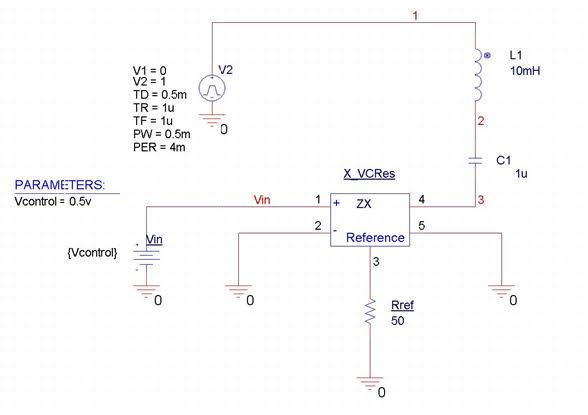 1
V2
V1 = 0
V2 = 1
TD = 0.5m
TR = 1u
TF = 1u
PW = 0.5m
PER = 4m
0
L1
10mH
2
C1
1u
X_VCRes
PARAMETERS:
Vcontrol = 0.5v
Vin
1
+ ZX
4
3
2
-
Reference
5
Vin
{Vcontrol}
+
-
0
0
3
0
Rref
50
0